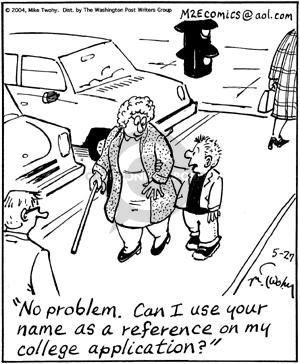 © 2004, Mike Twohy. Dist. by The Washington Post Writers Group
M2Ecomics@aol.com
5-27
M. Twohy
"No problem. Can I use your
name as a reference on my
college application?"